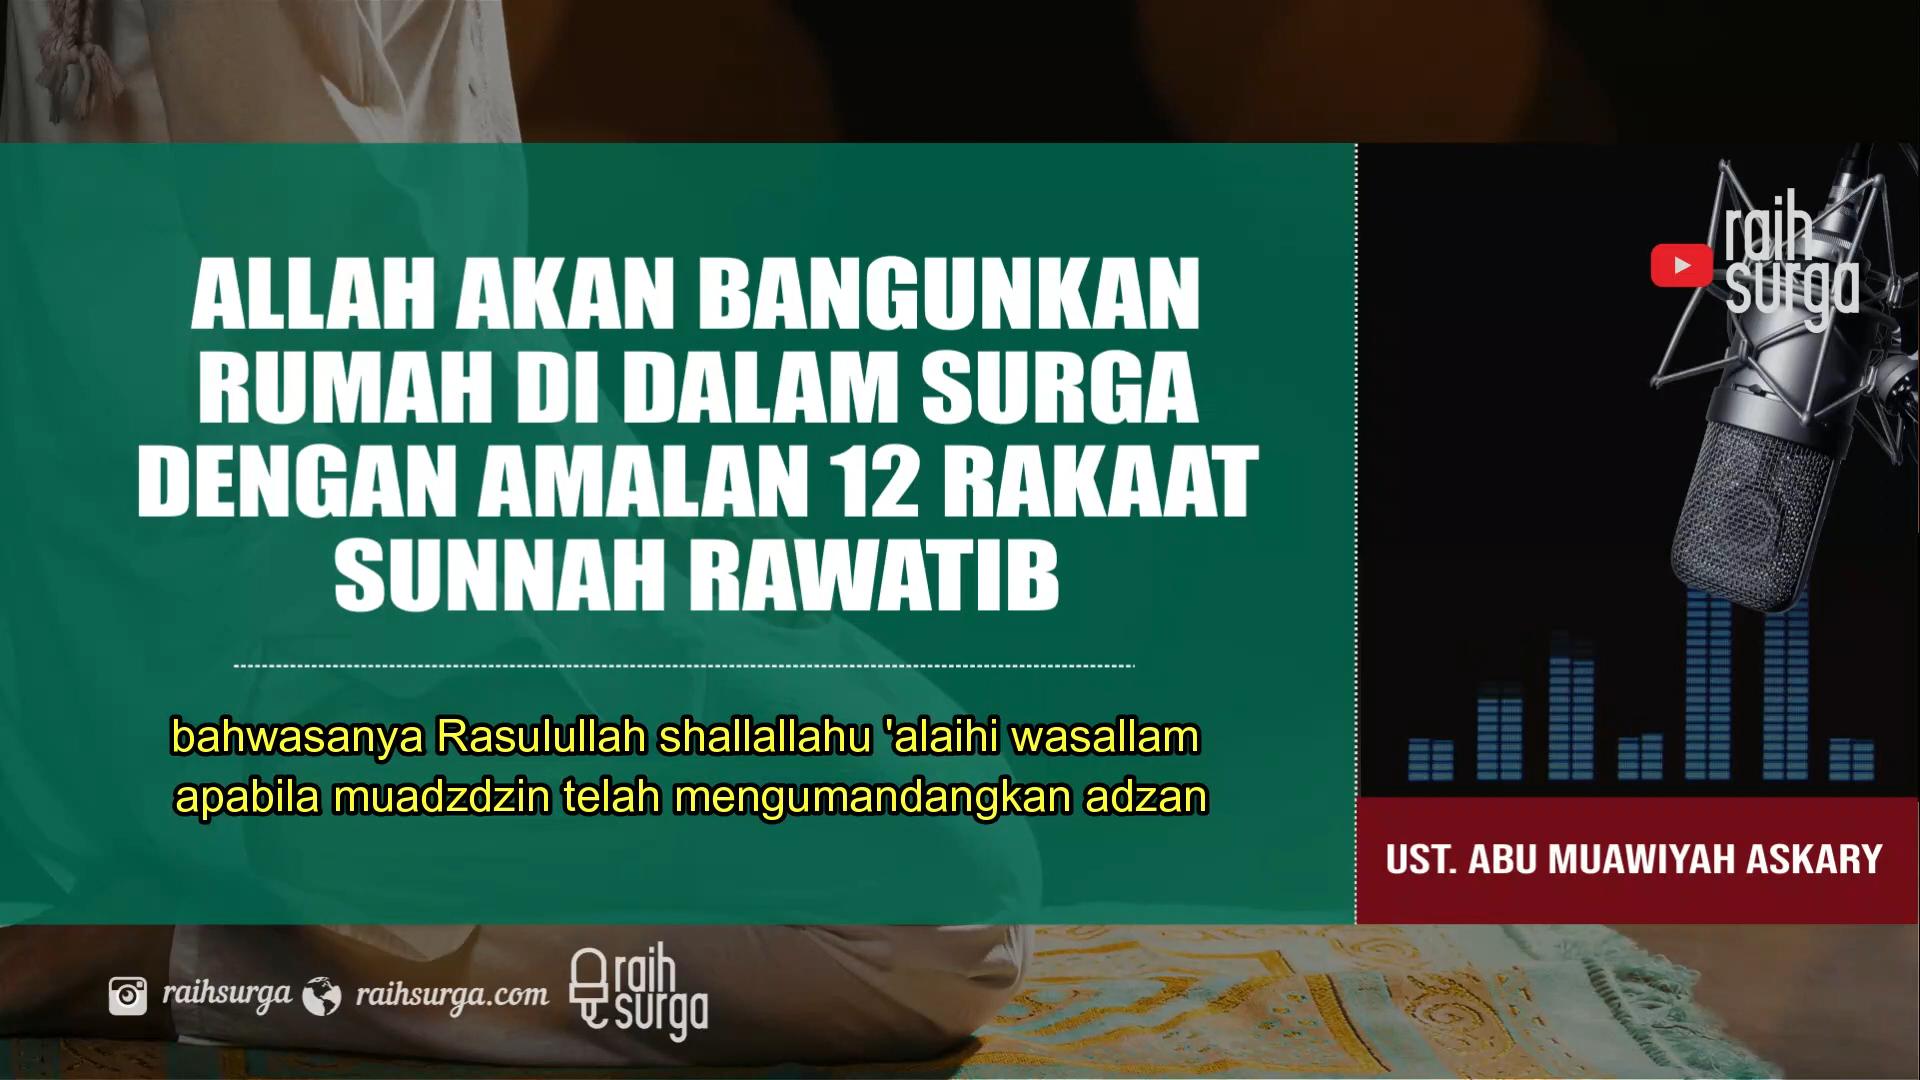 raih
surga
ALLAH AKAN BANGUNKAN
RUMAH DI DALAM SURGA
DENGAN AMALAN 12 RAKAAT
SUNNAH RAWATIB
bahwasanya Rasulullah shallallahu 'alaihi wasallam
apabila muadzdzin telah mengumandangkan adzan
UST. ABU MUAWIYAH ASKARY
raihsurga raihsurga.com
raih
surga